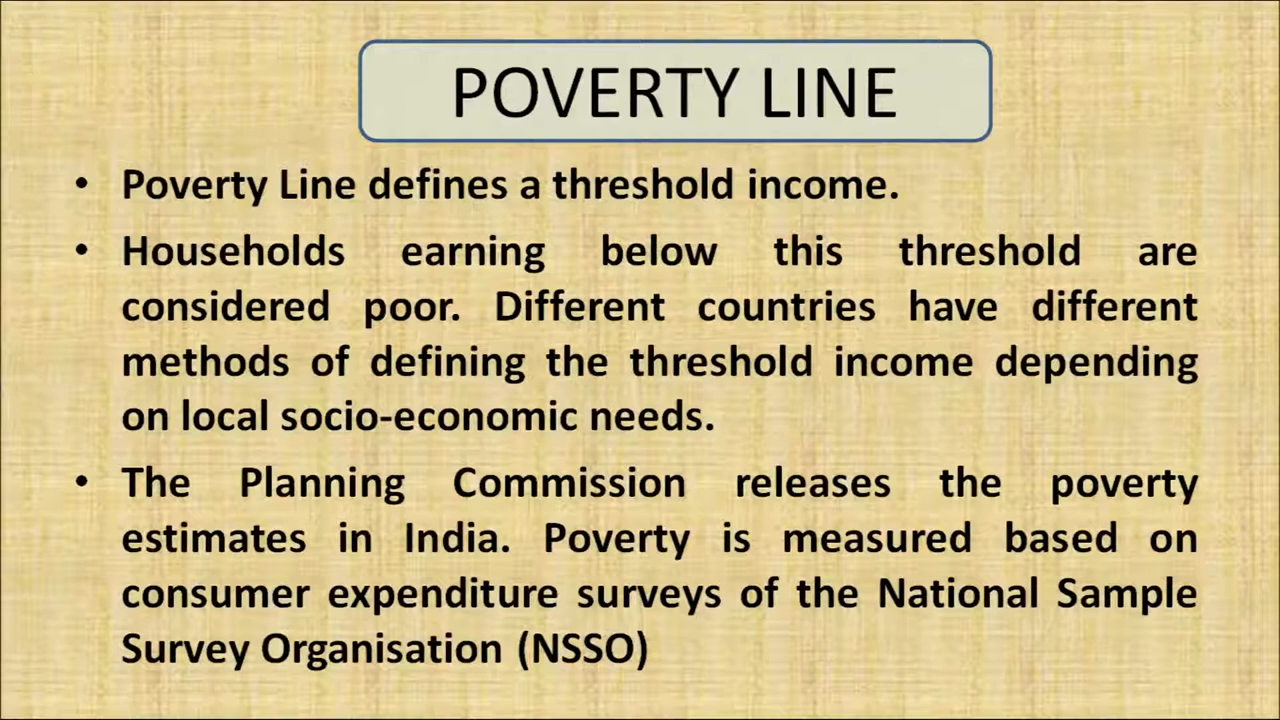 POVERTY LINE
• Poverty Line defines a threshold income.
• Households earning below this threshold are
considered poor. Different countries have different
methods of defining the threshold income depending
on local socio-economic needs.
• The Planning Commission releases the poverty
estimates in India. Poverty is measured based on
consumer expenditure surveys of the National Sample
Survey Organisation (NSSO)